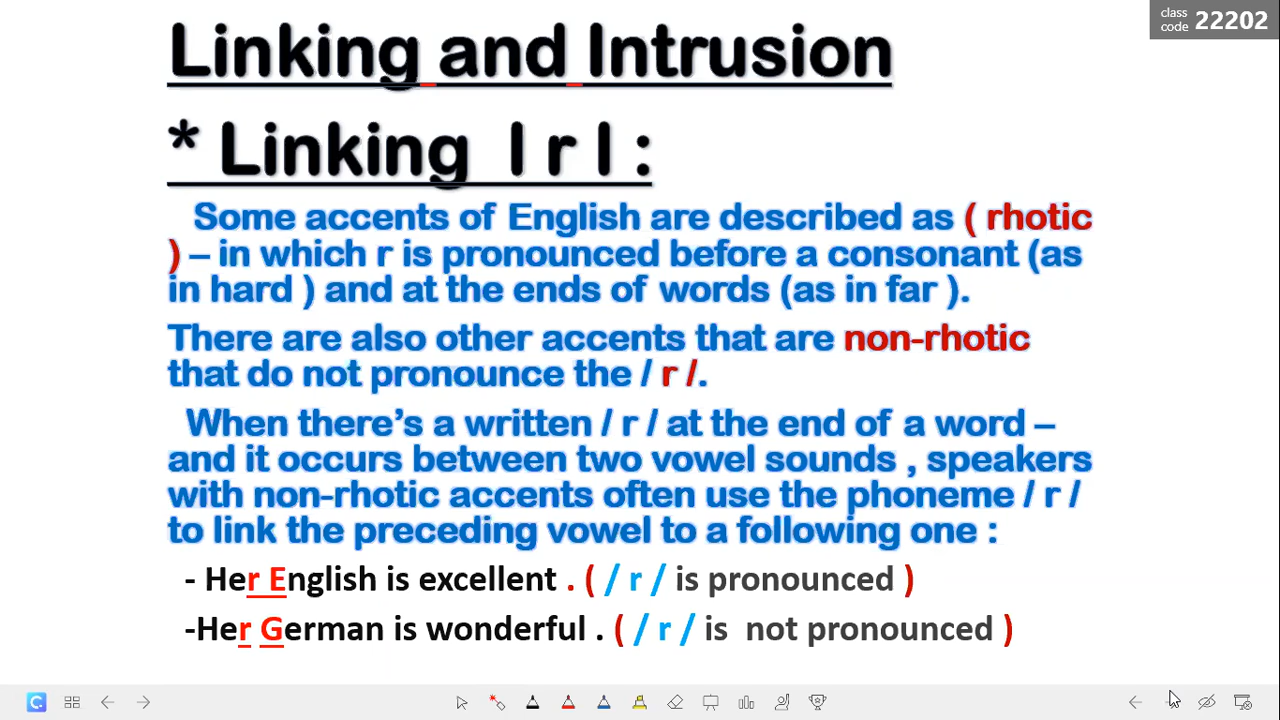 class
code 22202
Linking and Intrusion
* Linking l r l :
Some accents of English are described as ( rhotic
) – in which r is pronounced before a consonant (as
in hard ) and at the ends of words (as in far ).
There are also other accents that are non-rhotic
that do not pronounce the / r /.
When there’s a written / r / at the end of a word –
and it occurs between two vowel sounds , speakers
with non-rhotic accents often use the phoneme / r /
to link the preceding vowel to a following one :
- Her English is excellent . ( / r / is pronounced )
-Her German is wonderful . ( / r / is not pronounced )